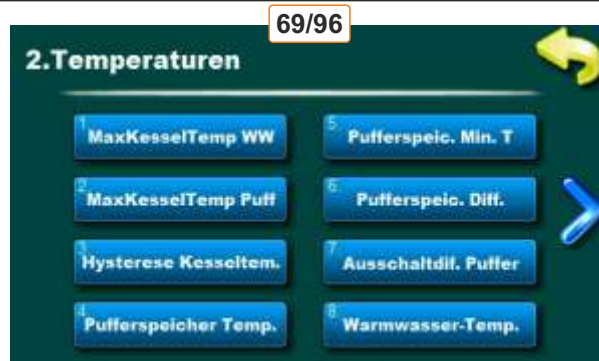 69/96
2.Temperaturen
1 MaxKesselTemp WW
2 MaxKesselTemp Puff
3 Hysterese Kesseltem.
4 Pufferspeicher Temp.
5 Pufferspeic. Min. T
6 Pufferspeic. Diff.
7 Ausschaltdif. Puffer
8 Warmwasser-Temp.